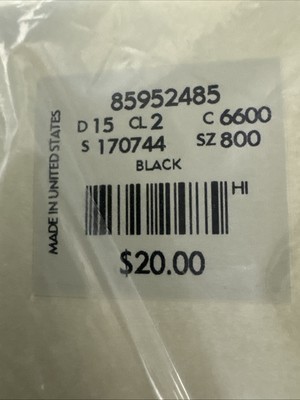 85952485
D 15 CL 2 C 6600
S 170744 SZ 800
BLACK
HI
$20.00
MADE IN UNITED STATES